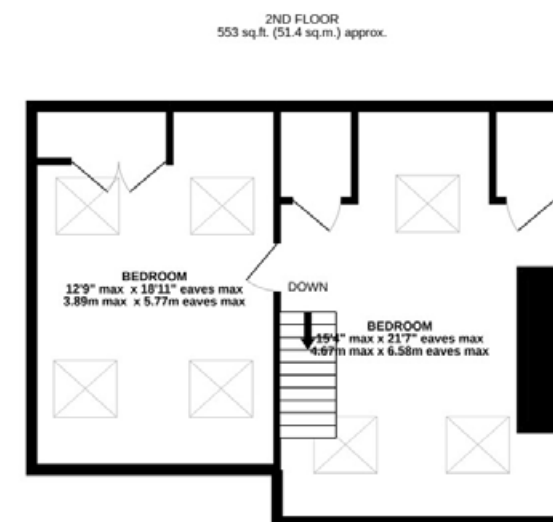 2ND FLOOR
553 sq.ft. (51.4 sq.m.) approx.
BEDROOM
12'9" max x 18'11" eaves max
3.89m max x 5.77m eaves max
DOWN
BEDROOM
15'4" max x 21'7" eaves max
4.67m max x 6.58m eaves max